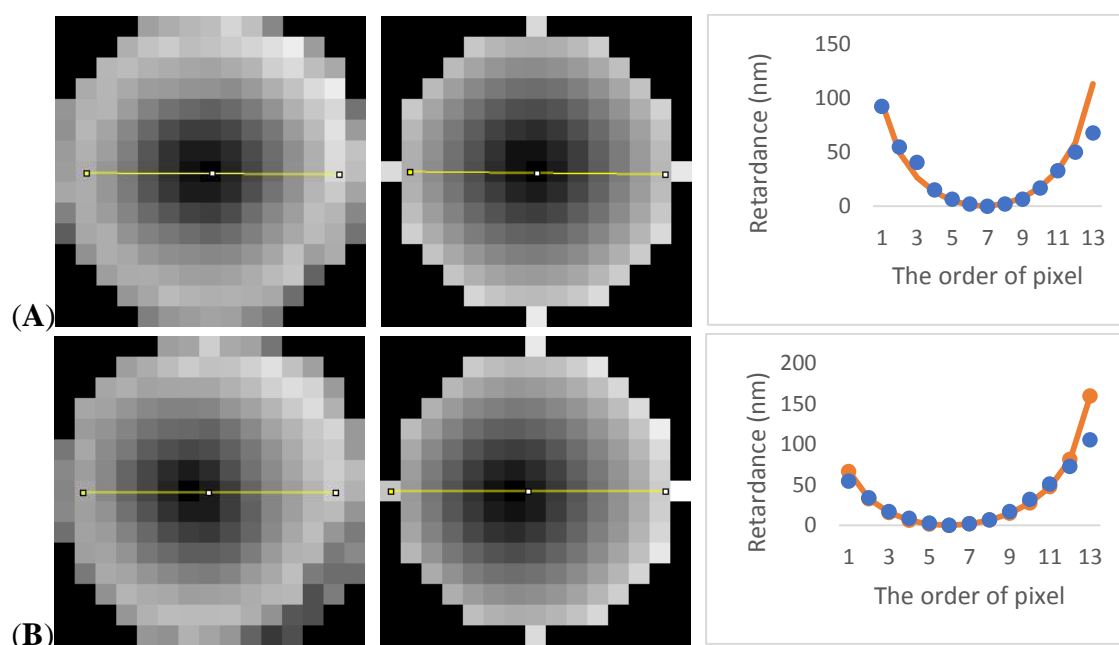 (A)
150
100
50
0
Retardance (nm)
1 3 5 7 9 11 13
The order of pixel
(B)
200
150
100
50
0
Retardance (nm)
1 3 5 7 9 11 13
The order of pixel